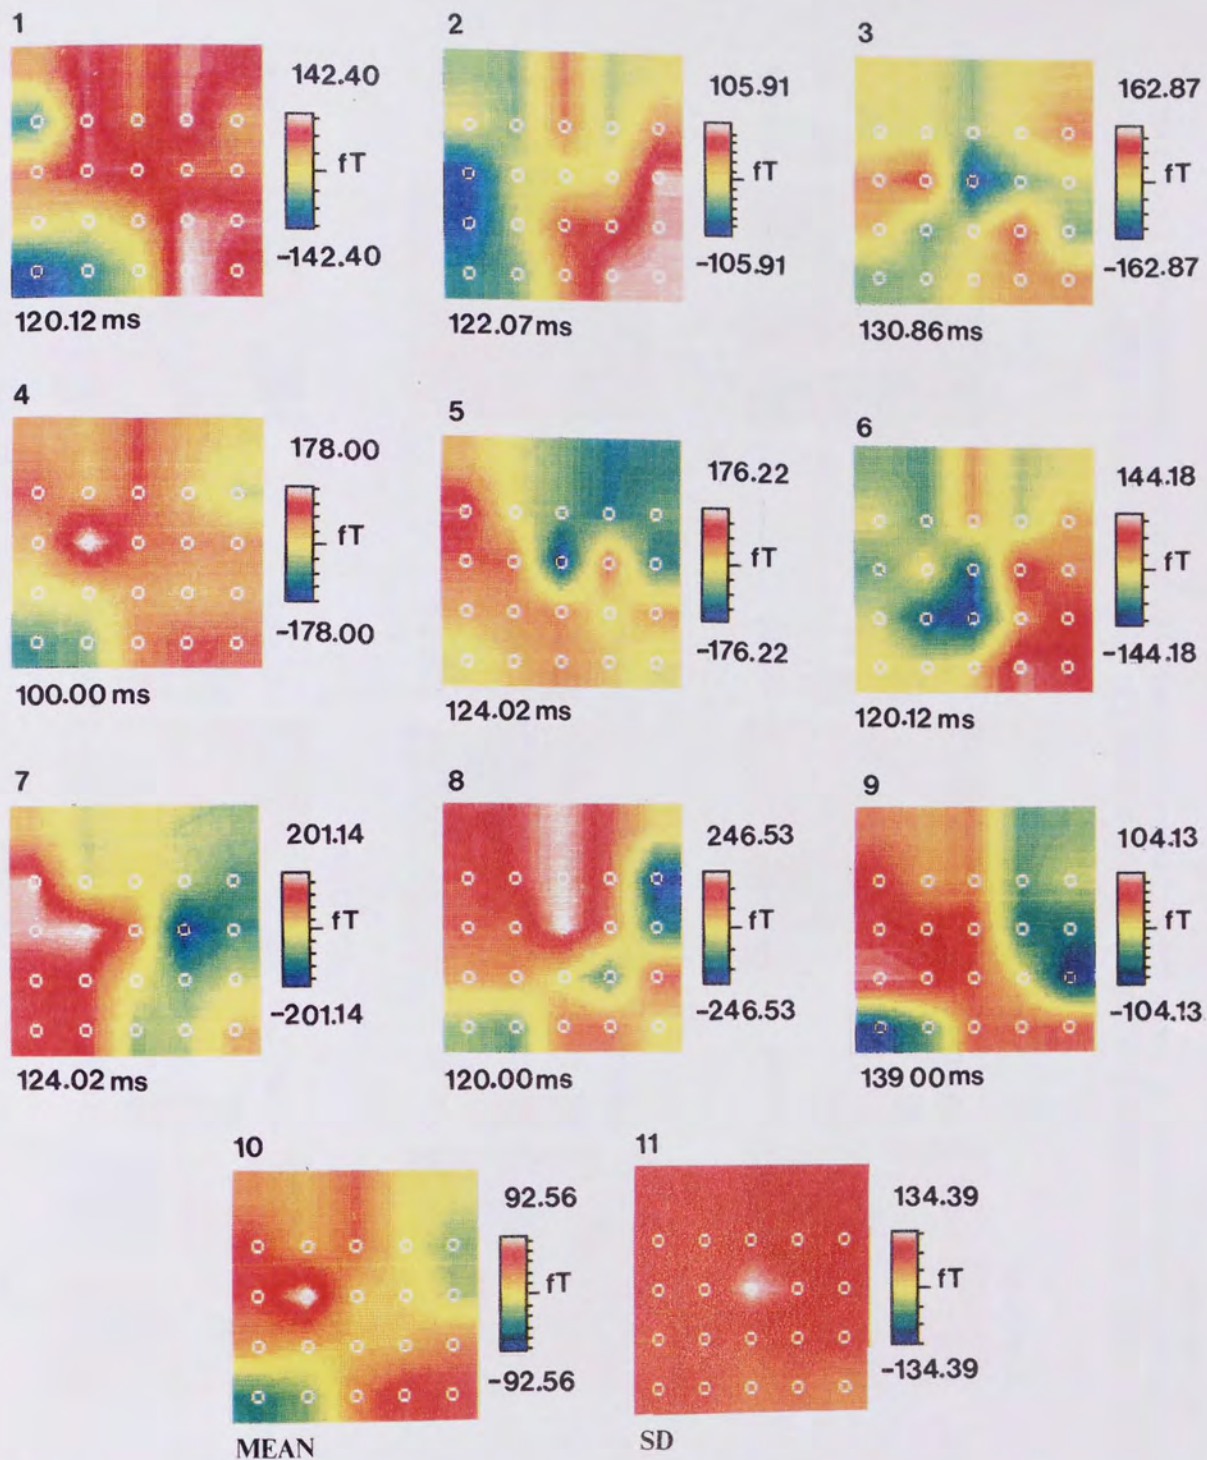 1
142.40
fT
-142.40
120.12 ms
2
105.91
fT
-105.91
122.07 ms
3
162.87
fT
-162.87
130.86 ms
4
178.00
fT
-178.00
100.00 ms
5
176.22
fT
-176.22
124.02 ms
6
144.18
fT
-144.18
120.12 ms
7
201.14
fT
-201.14
124.02 ms
8
246.53
fT
-246.53
120.00 ms
9
104.13
fT
-104.13
139 00 ms
10
92.56
fT
-92.56
MEAN
11
134.39
fT
-134.39
SD